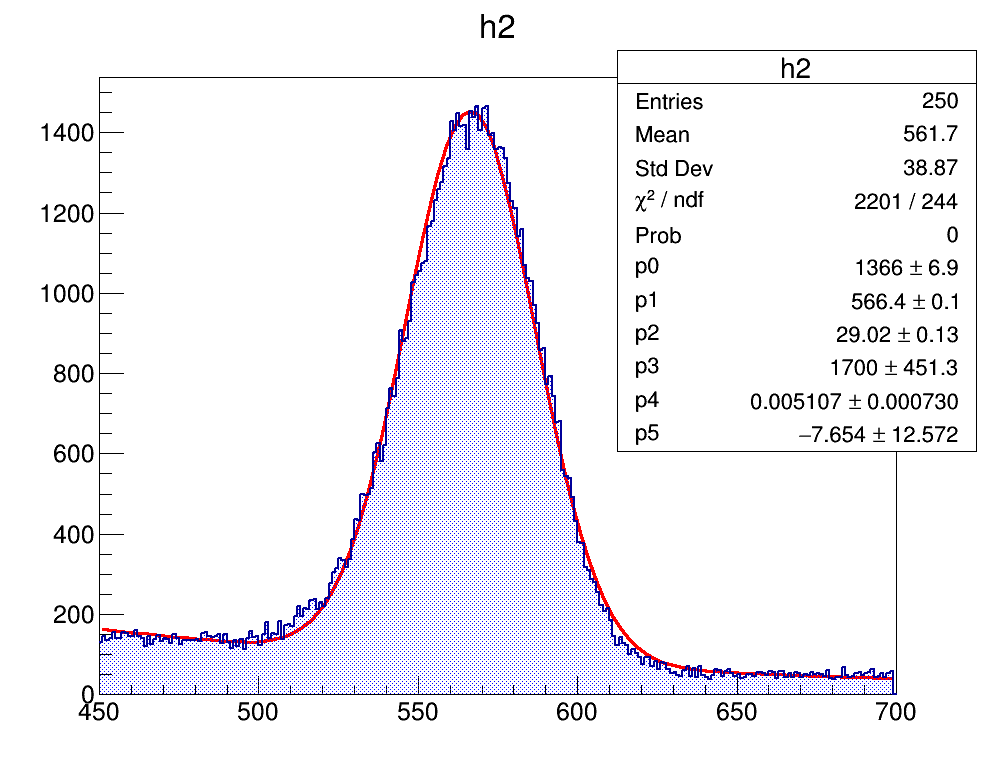 h2
h2
Entries 250
Mean 561.7
Std Dev 38.87
χ² / ndf 2201 / 244
Prob 0
p0 1366 ± 6.9
p1 566.4 ± 0.1
p2 29.02 ± 0.13
p3 1700 ± 451.3
p4 0.005107 ± 0.000730
p5 −7.654 ± 12.572
1400
1200
1000
800
600
400
200
0
450 500 550 600 650 700